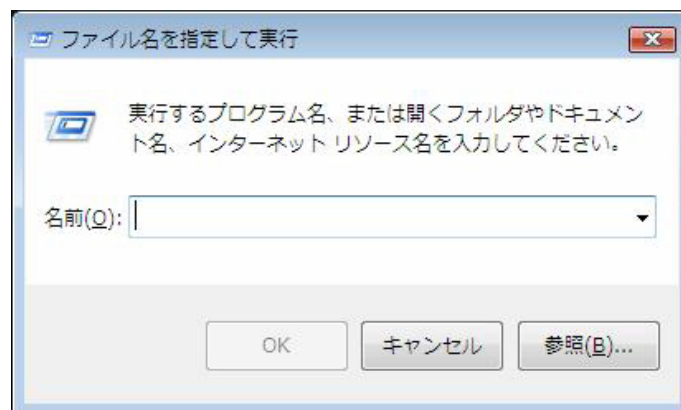 ファイル名を指定して実行
実行するプログラム名、または開くフォルダやドキュメン
ト名、インターネット リソース名を入力してください。
名前(O):
OK キャンセル 参照(B)...